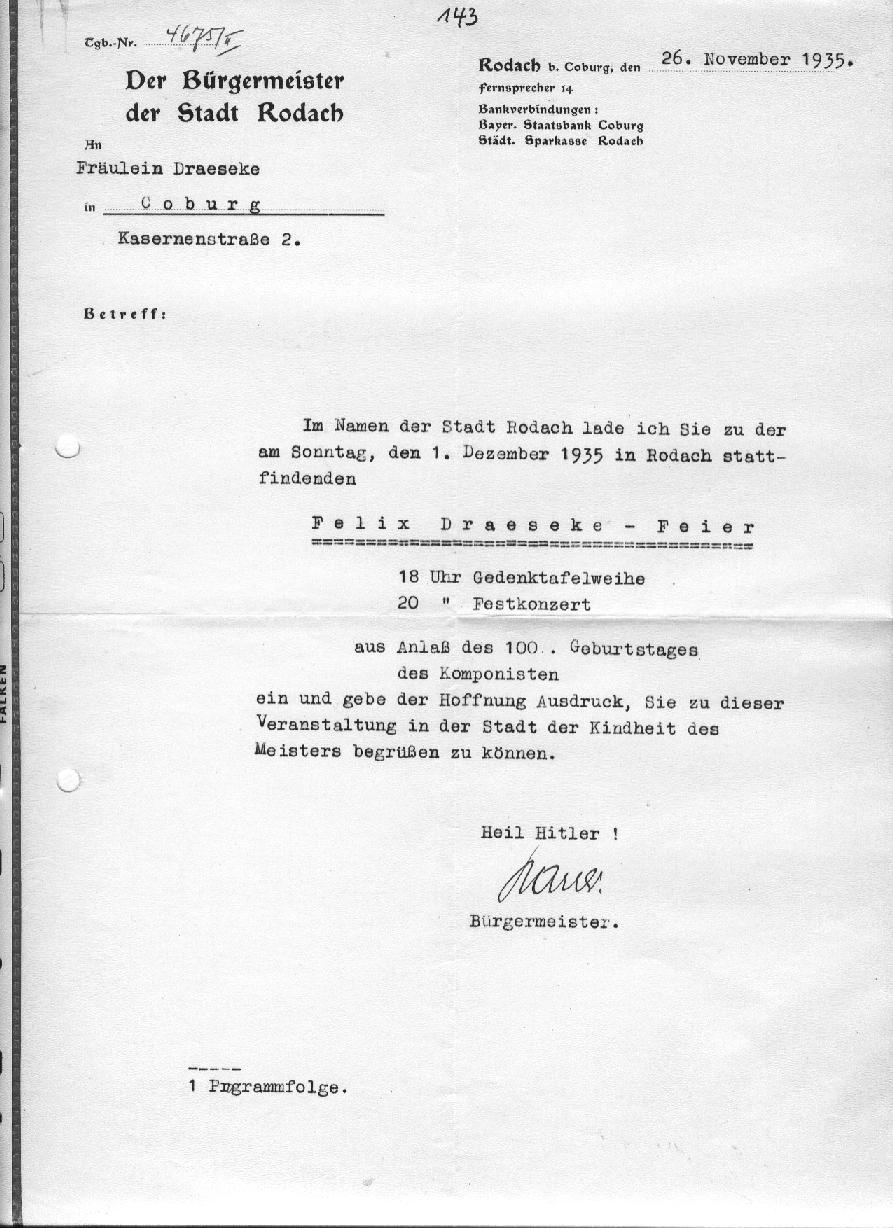 143
Tgb.-Nr. 4675/5
Der Bürgermeister
der Stadt Rodach
Rodach b. Coburg, den 26. November 1935.
Fernsprecher 14
Bankverbindungen:
Bayer. Staatsbank Coburg
Städt. Sparkasse Rodach
An
Fräulein Draeseke
in Coburg
Kasernenstraße 2.
Betreff:
Im Namen der Stadt Rodach lade ich Sie zu der
am Sonntag, den 1. Dezember 1935 in Rodach statt-
findenden
Felix Draeseke - Feier
=========================================
18 Uhr Gedenktafelweihe
20 " Festkonzert
aus Anlaß des 100.. Geburtstages
des Komponisten
ein und gebe der Hoffnung Ausdruck, Sie zu dieser
Veranstaltung in der Stadt der Kindheit des
Meisters begrüßen zu können.
Heil Hitler !
Bürgermeister.
-----
1 Prgrammfolge.
FALKEN